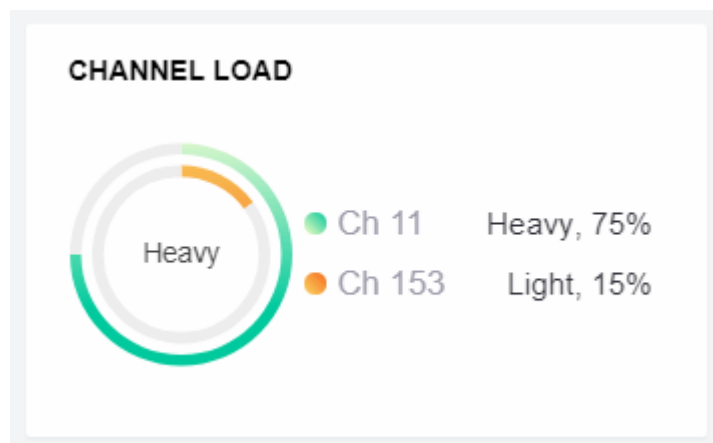 CHANNEL LOAD
Heavy
Ch 11 Heavy, 75%
Ch 153 Light, 15%